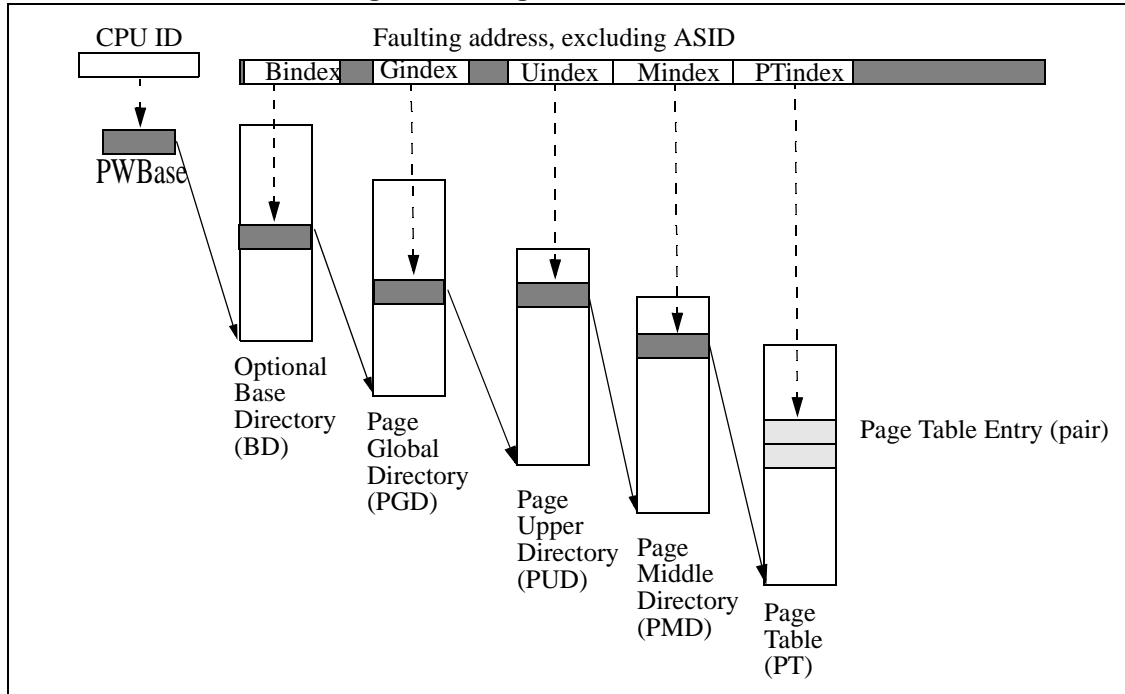 CPU ID
Faulting address, excluding ASID
Bindex
Gindex
Uindex
Mindex
PTindex
PWBase
Optional
Base
Directory
(BD)
Page
Global
Directory
(PGD)
Page
Upper
Directory
(PUD)
Page
Middle
Directory
(PMD)
Page
Table
(PT)
Page Table Entry (pair)